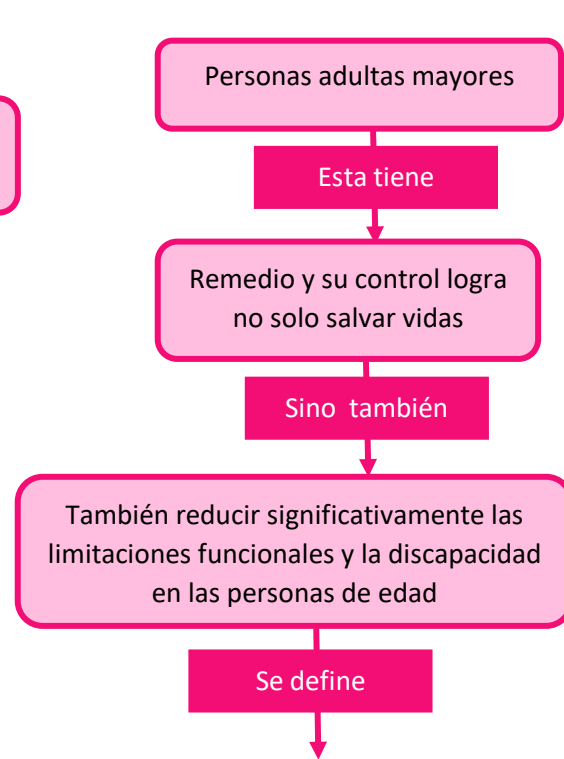 Personas adultas mayores
Esta tiene
Remedio y su control logra
no solo salvar vidas
Sino también
También reducir significativamente las
limitaciones funcionales y la discapacidad
en las personas de edad
Se define